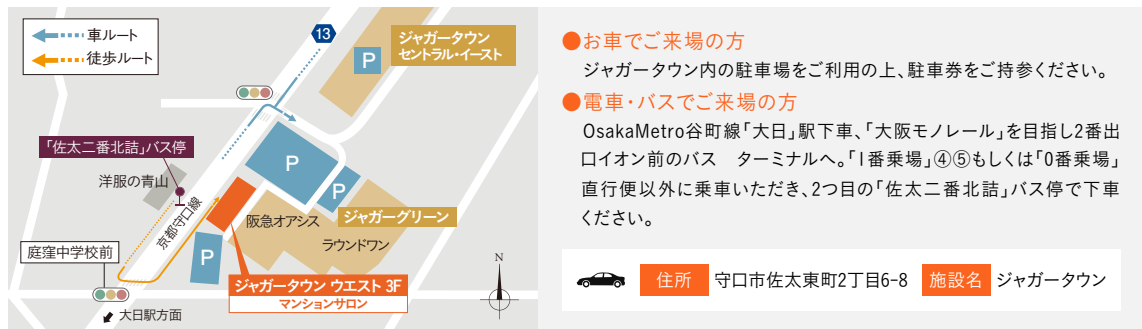 車ルート
徒歩ルート
13
ジャガータウン
セントラル・イースト
P
「佐太二番北詰」バス停
洋服の青山
京都守口線
P
P
ジャガーグリーン
阪急オアシス
ラウンドワン
P
庭窪中学校前
ジャガータウン ウエスト 3F
マンションサロン
大日駅方面
N
●お車でご来場の方
ジャガータウン内の駐車場をご利用の上、駐車券をご持参ください。
●電車・バスでご来場の方
OsakaMetro谷町線「大日」駅下車、「大阪モノレール」を目指し2番出
口イオン前のバス　ターミナルへ。「1番乗場」④⑤もしくは「0番乗場」
直行便以外に乗車いただき、2つ目の「佐太二番北詰」バス停で下車
ください。
住所 守口市佐太東町2丁目6-8 施設名 ジャガータウン